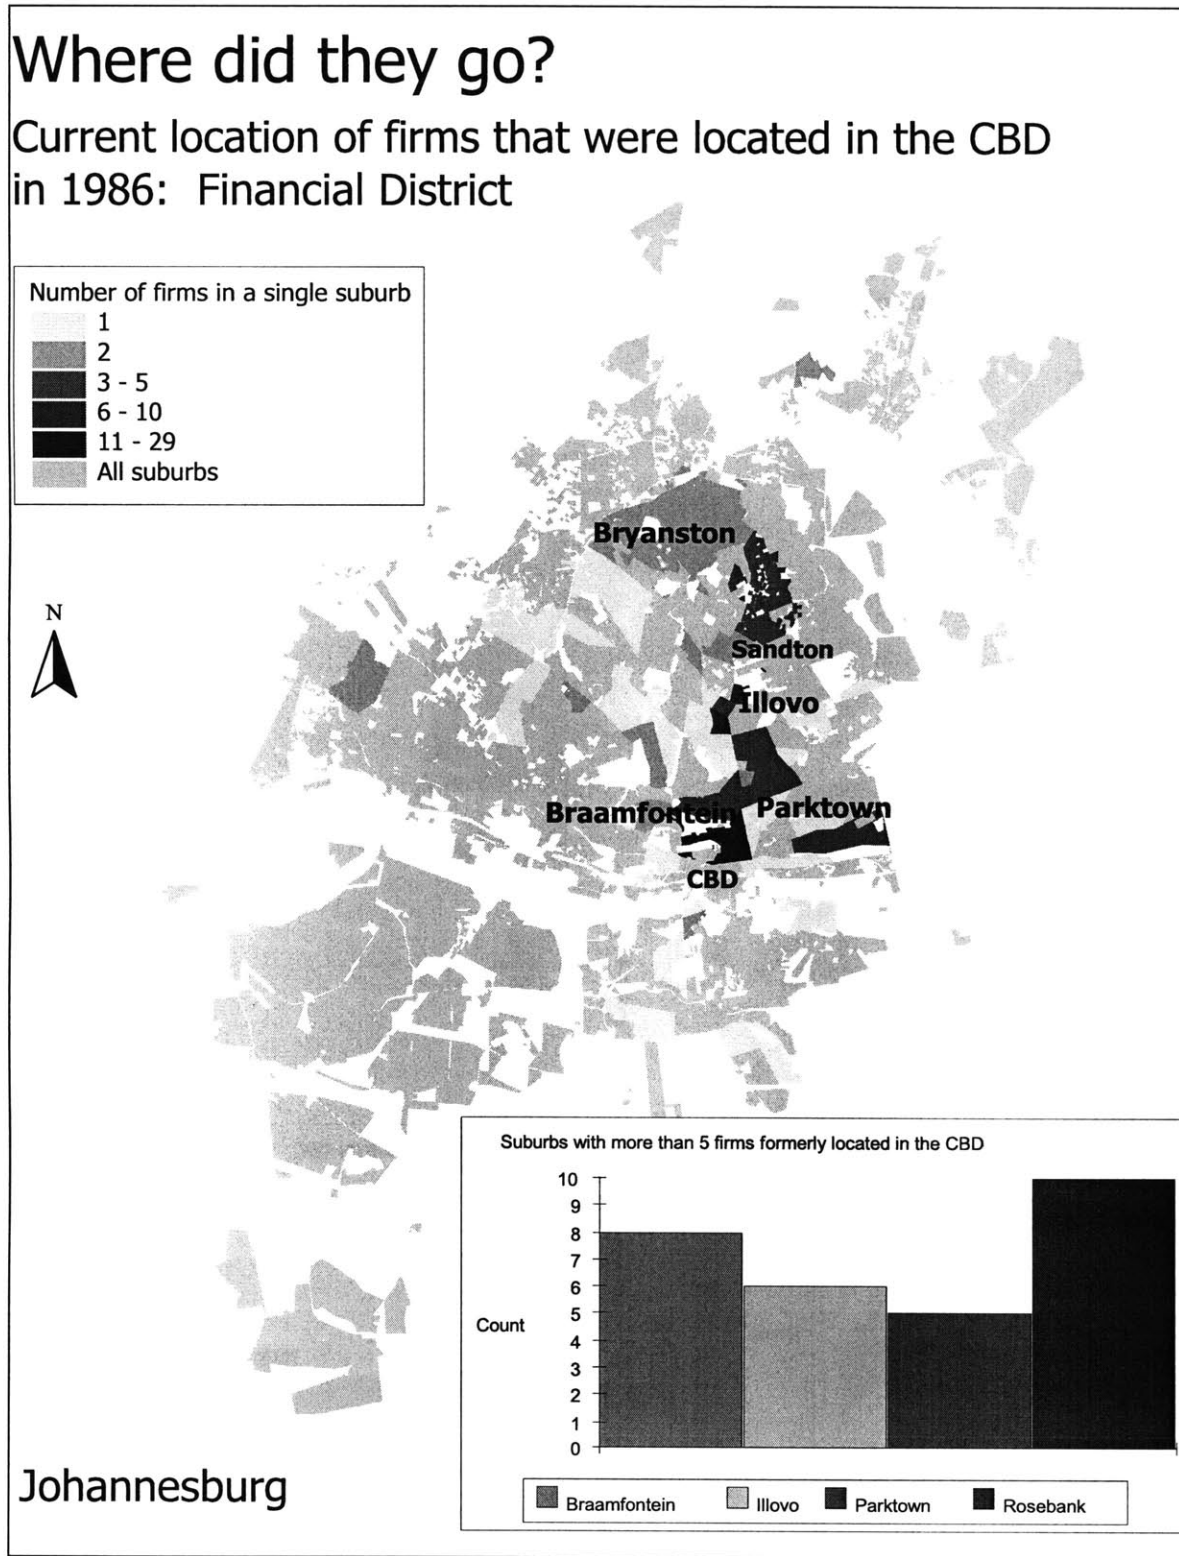 Where did they go?
Current location of firms that were located in the CBD
in 1986: Financial District
Number of firms in a single suburb
1
2
3 - 5
6 - 10
11 - 29
All suburbs
N
Bryanston
Sandton
Illovo
Braamfontein
Parktown
CBD
Suburbs with more than 5 firms formerly located in the CBD
10
9
8
7
6
5
4
3
2
1
0
Count
Braamfontein
Illovo
Parktown
Rosebank
Johannesburg